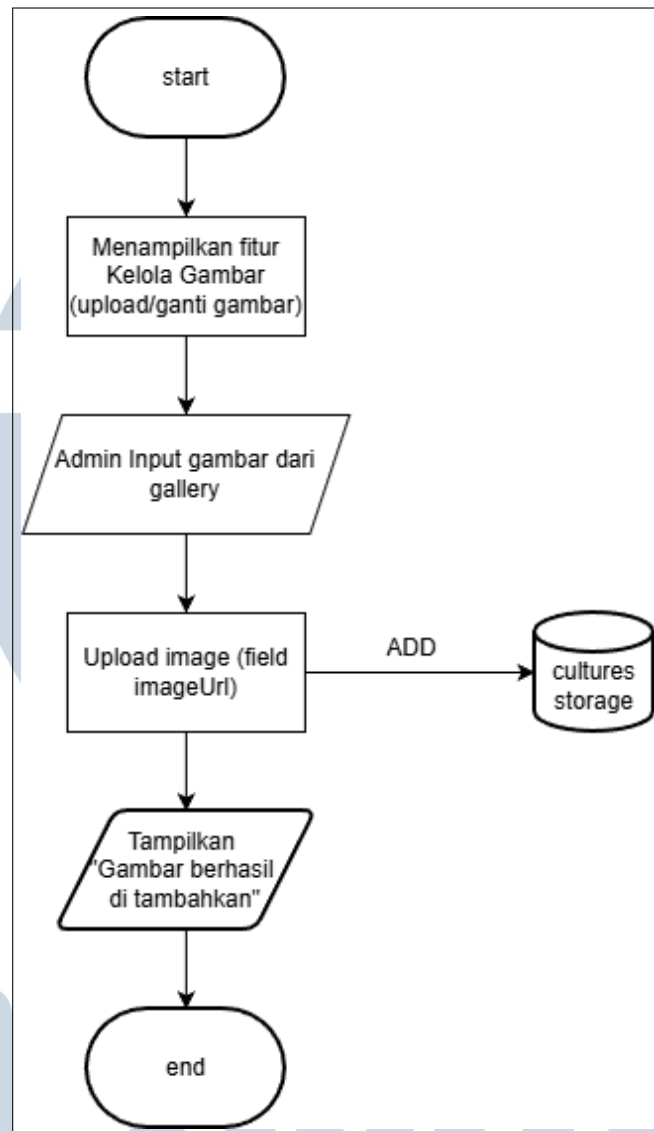 start
Menampilkan fitur
Kelola Gambar
(upload/ganti gambar)
Admin Input gambar dari
gallery
Upload image (field
imageUrl)
ADD
cultures
storage
Tampilkan
"Gambar berhasil
di tambahkan"
end